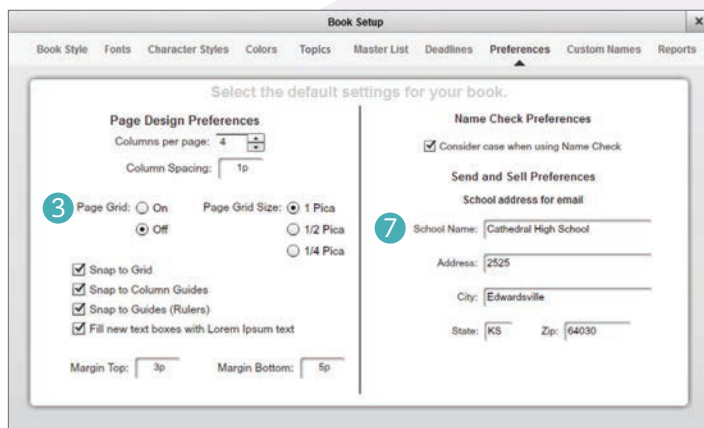 Book Setup x
Book Style Fonts Character Styles Colors Topics Master List Deadlines Preferences Custom Names Reports
Select the default settings for your book.
Page Design Preferences
Columns per page: 4
Column Spacing: 1p
3 Page Grid: On Page Grid Size: 1 Pica
Off 1/2 Pica
1/4 Pica
Snap to Grid
Snap to Column Guides
Snap to Guides (Rulers)
Fill new text boxes with Lorem Ipsum text
Margin Top: 3p Margin Bottom: 5p
Name Check Preferences
Consider case when using Name Check
Send and Sell Preferences
School address for email
7 School Name: Cathedral High School
Address: 2525
City: Edwardsville
State: KS Zip: 64030